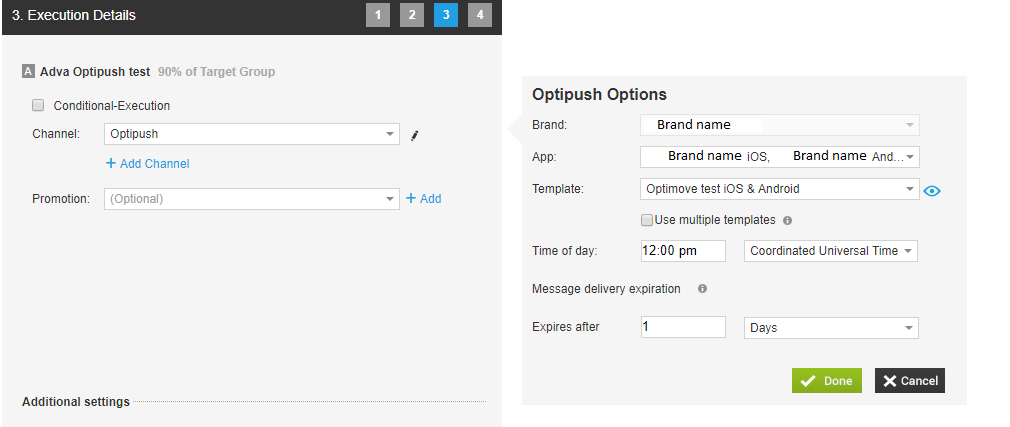 3. Execution Details 1 2 3 4
A Adva Optipush test 90% of Target Group
Conditional-Execution
Channel: Optipush
+ Add Channel
Promotion: (Optional) + Add
Additional settings
Optipush Options
Brand: Brand name
App: Brand name iOS, Brand name And...
Template: Optimove test iOS & Android
Use multiple templates
Time of day: 12:00 pm Coordinated Universal Time
Message delivery expiration
Expires after 1 Days
Done Cancel